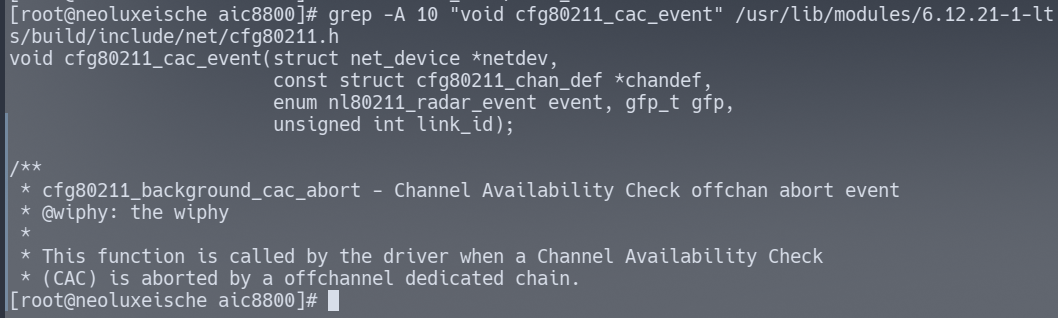 [root@neoluxeische aic8800]# grep -A 10 "void cfg80211_cac_event" /usr/lib/modules/6.12.21-1-lt
s/build/include/net/cfg80211.h
void cfg80211_cac_event(struct net_device *netdev,
                        const struct cfg80211_chan_def *chandef,
                        enum nl80211_radar_event event, gfp_t gfp,
                        unsigned int link_id);

/**
 * cfg80211_background_cac_abort - Channel Availability Check offchan abort event
 * @wiphy: the wiphy
 *
 * This function is called by the driver when a Channel Availability Check
 * (CAC) is aborted by a offchannel dedicated chain.
[root@neoluxeische aic8800]#